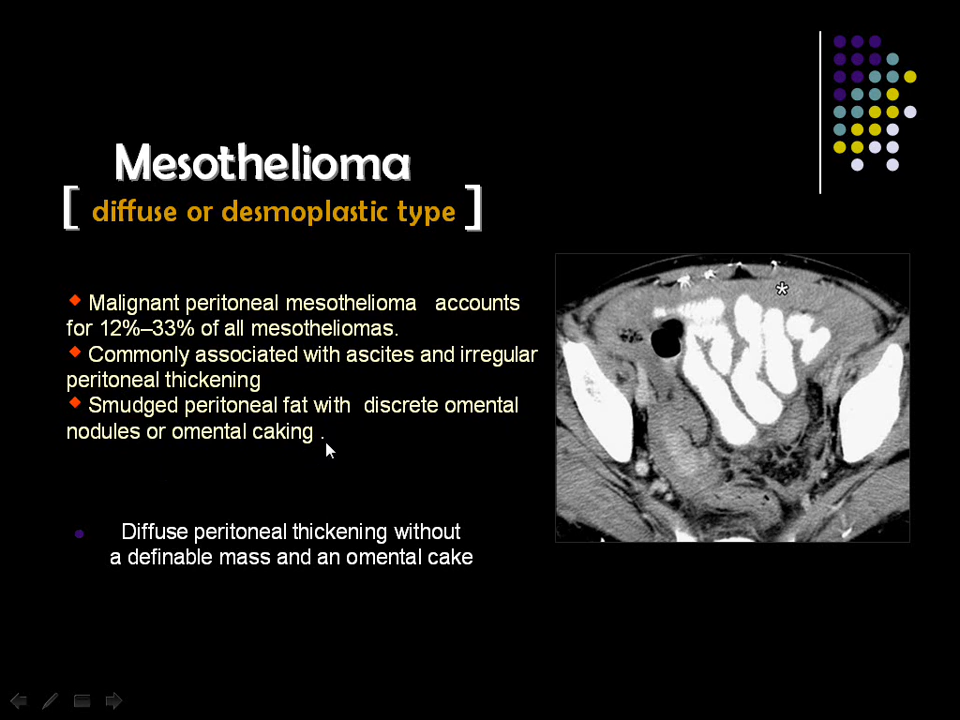 Mesothelioma
[ diffuse or desmoplastic type ]
Malignant peritoneal mesothelioma accounts
for 12%–33% of all mesotheliomas.
Commonly associated with ascites and irregular
peritoneal thickening
Smudged peritoneal fat with discrete omental
nodules or omental caking .
*
Diffuse peritoneal thickening without
a definable mass and an omental cake